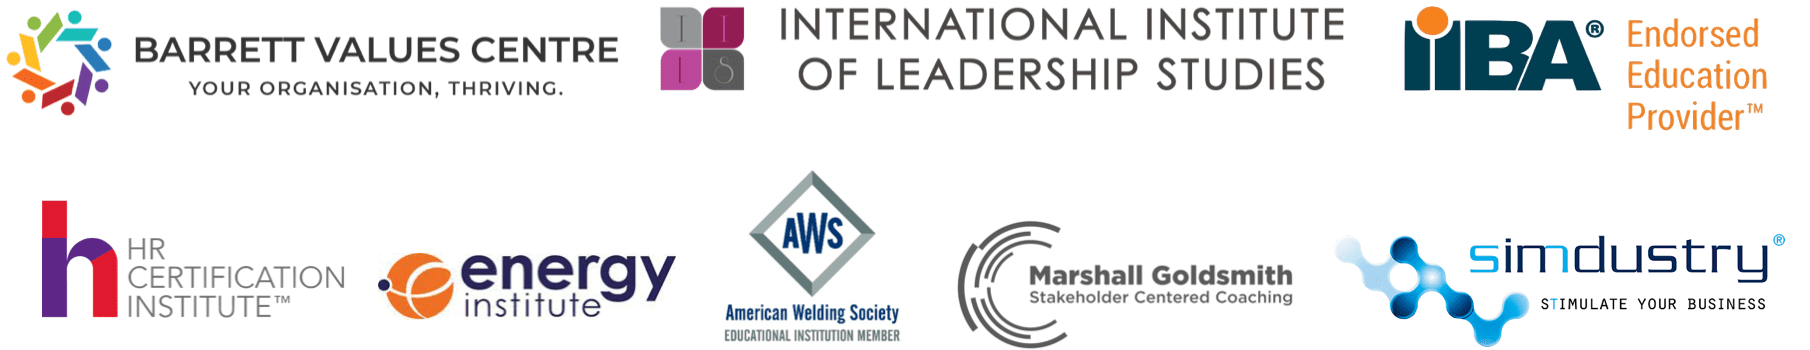 BARRETT VALUES CENTRE
YOUR ORGANISATION, THRIVING.
I I
I S
INTERNATIONAL INSTITUTE
OF LEADERSHIP STUDIES
iiBA®
Endorsed
Education
Provider™
h
HR
CERTIFICATION
INSTITUTE™
energy
institute
AWS
American Welding Society
EDUCATIONAL INSTITUTION MEMBER
Marshall Goldsmith
Stakeholder Centered Coaching
simdustry®
STIMULATE YOUR BUSINESS